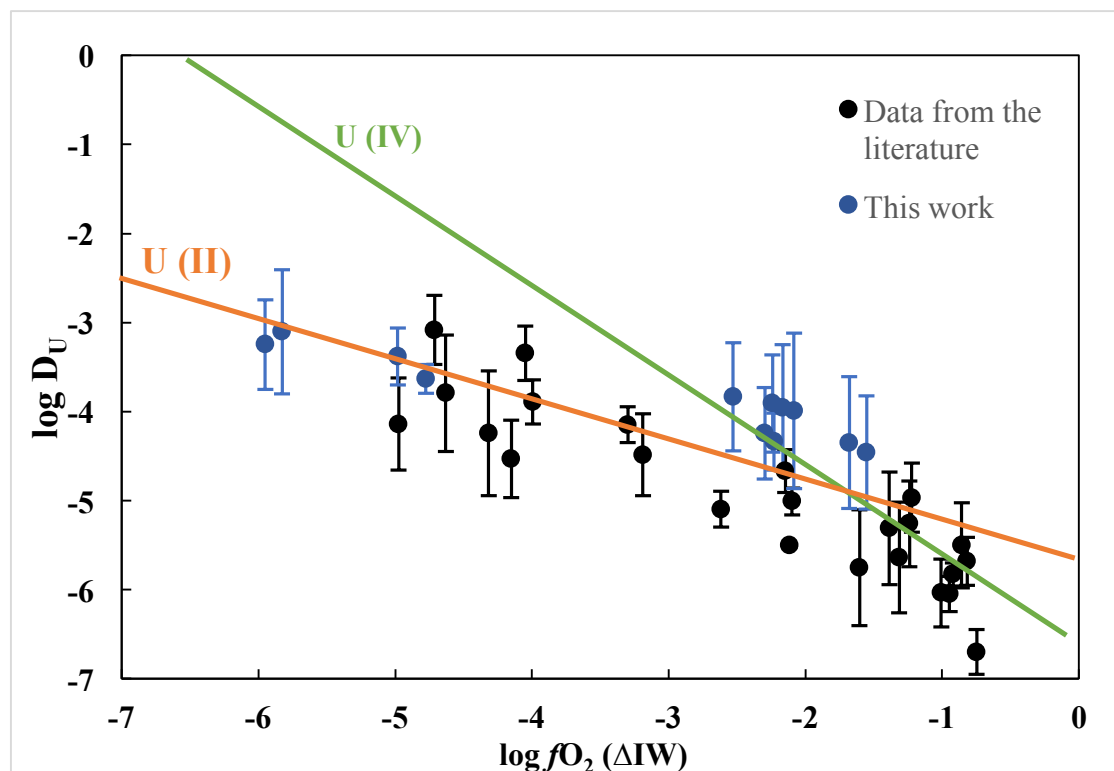 0
-1
-2
-3
-4
-5
-6
-7
log D_U
U (IV)
U (II)
Data from the
literature
This work
-7 -6 -5 -4 -3 -2 -1 0
log fO₂ (ΔIW)